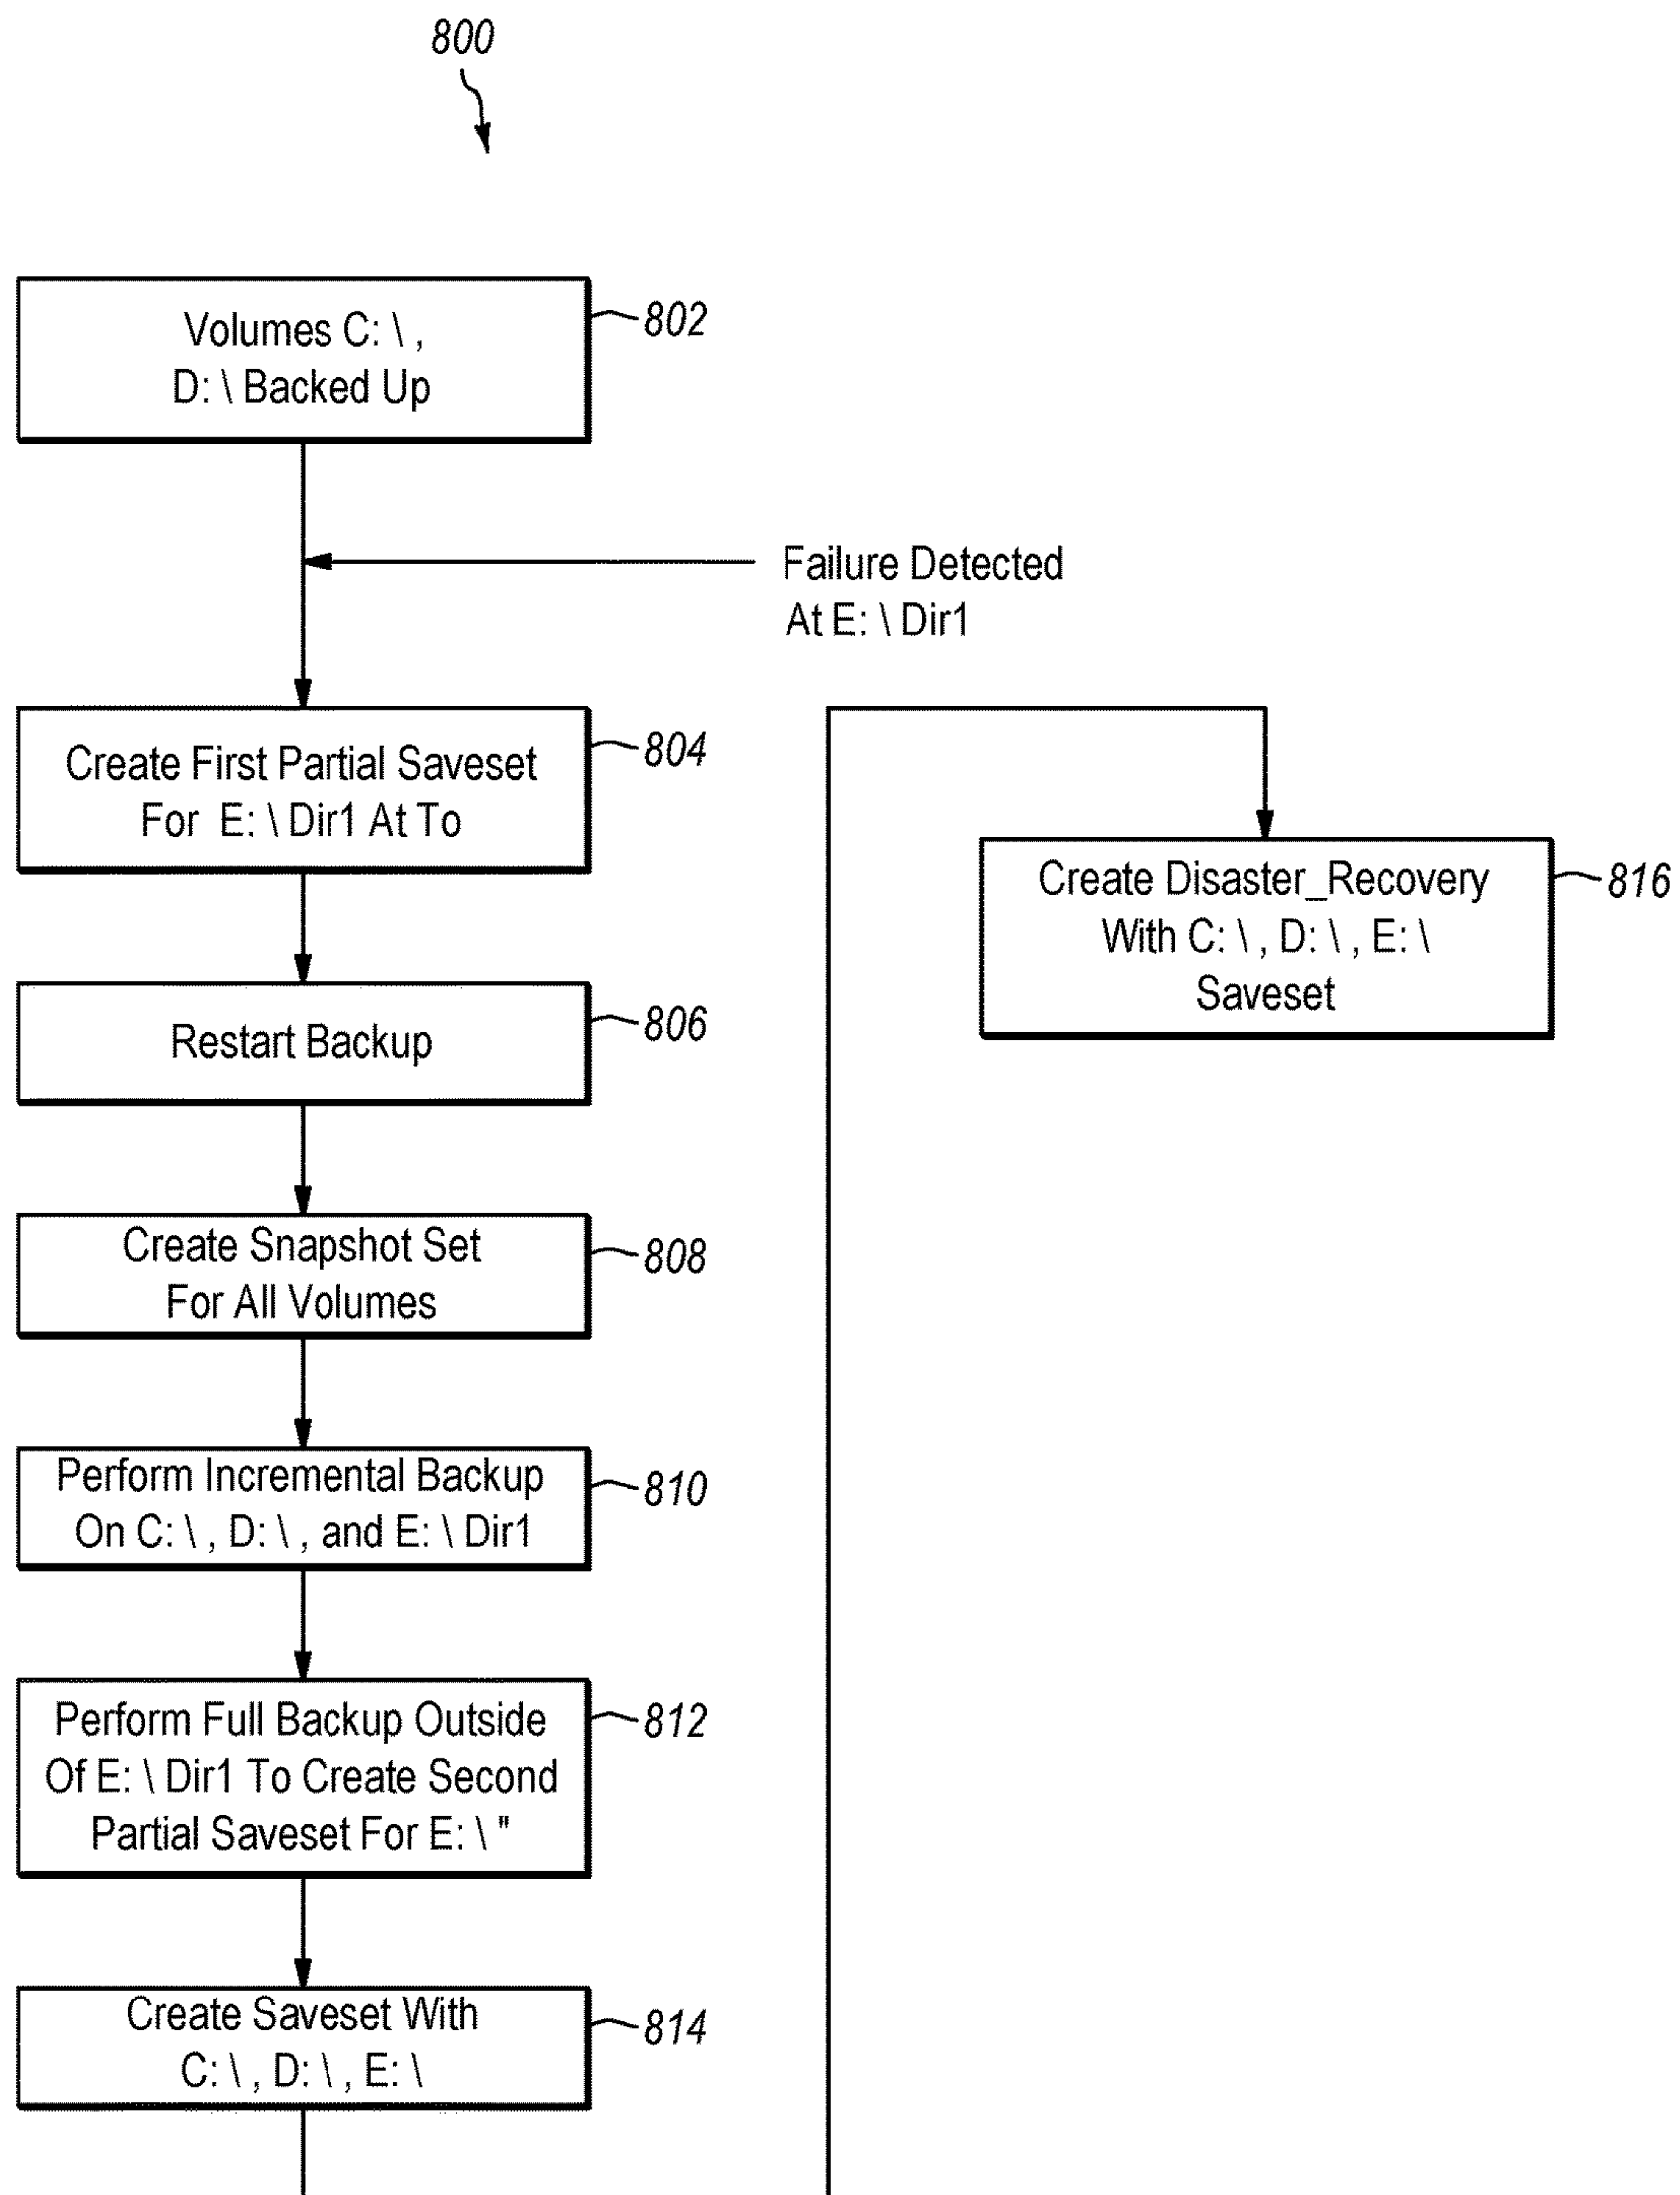 800
Volumes C: \ ,
D: \ Backed Up
802
Failure Detected
At E: \ Dir1
Create First Partial Saveset
For E: \ Dir1 At To
804
Restart Backup
806
Create Snapshot Set
For All Volumes
808
Perform Incremental Backup
On C: \ , D: \ , and E: \ Dir1
810
Perform Full Backup Outside
Of E: \ Dir1 To Create Second
Partial Saveset For E: \ "
812
Create Saveset With
C: \ , D: \ , E: \
814
Create Disaster_Recovery
With C: \ , D: \ , E: \
Saveset
816